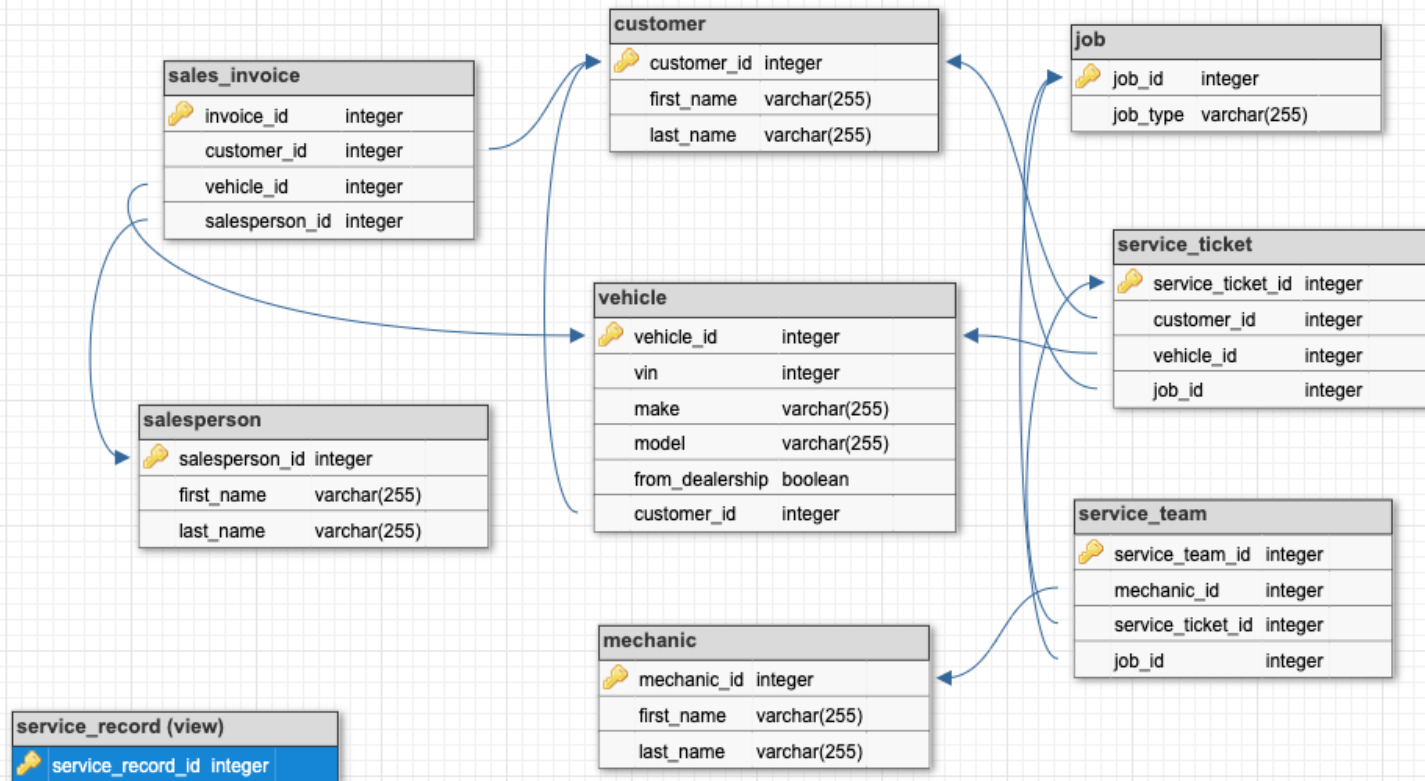 customer
customer_id integer
first_name varchar(255)
last_name varchar(255)
job
job_id integer
job_type varchar(255)
sales_invoice
invoice_id integer
customer_id integer
vehicle_id integer
salesperson_id integer
service_ticket
service_ticket_id integer
customer_id integer
vehicle_id integer
job_id integer
vehicle
vehicle_id integer
vin integer
make varchar(255)
model varchar(255)
from_dealership boolean
customer_id integer
salesperson
salesperson_id integer
first_name varchar(255)
last_name varchar(255)
service_team
service_team_id integer
mechanic_id integer
service_ticket_id integer
job_id integer
mechanic
mechanic_id integer
first_name varchar(255)
last_name varchar(255)
service_record (view)
service_record_id integer